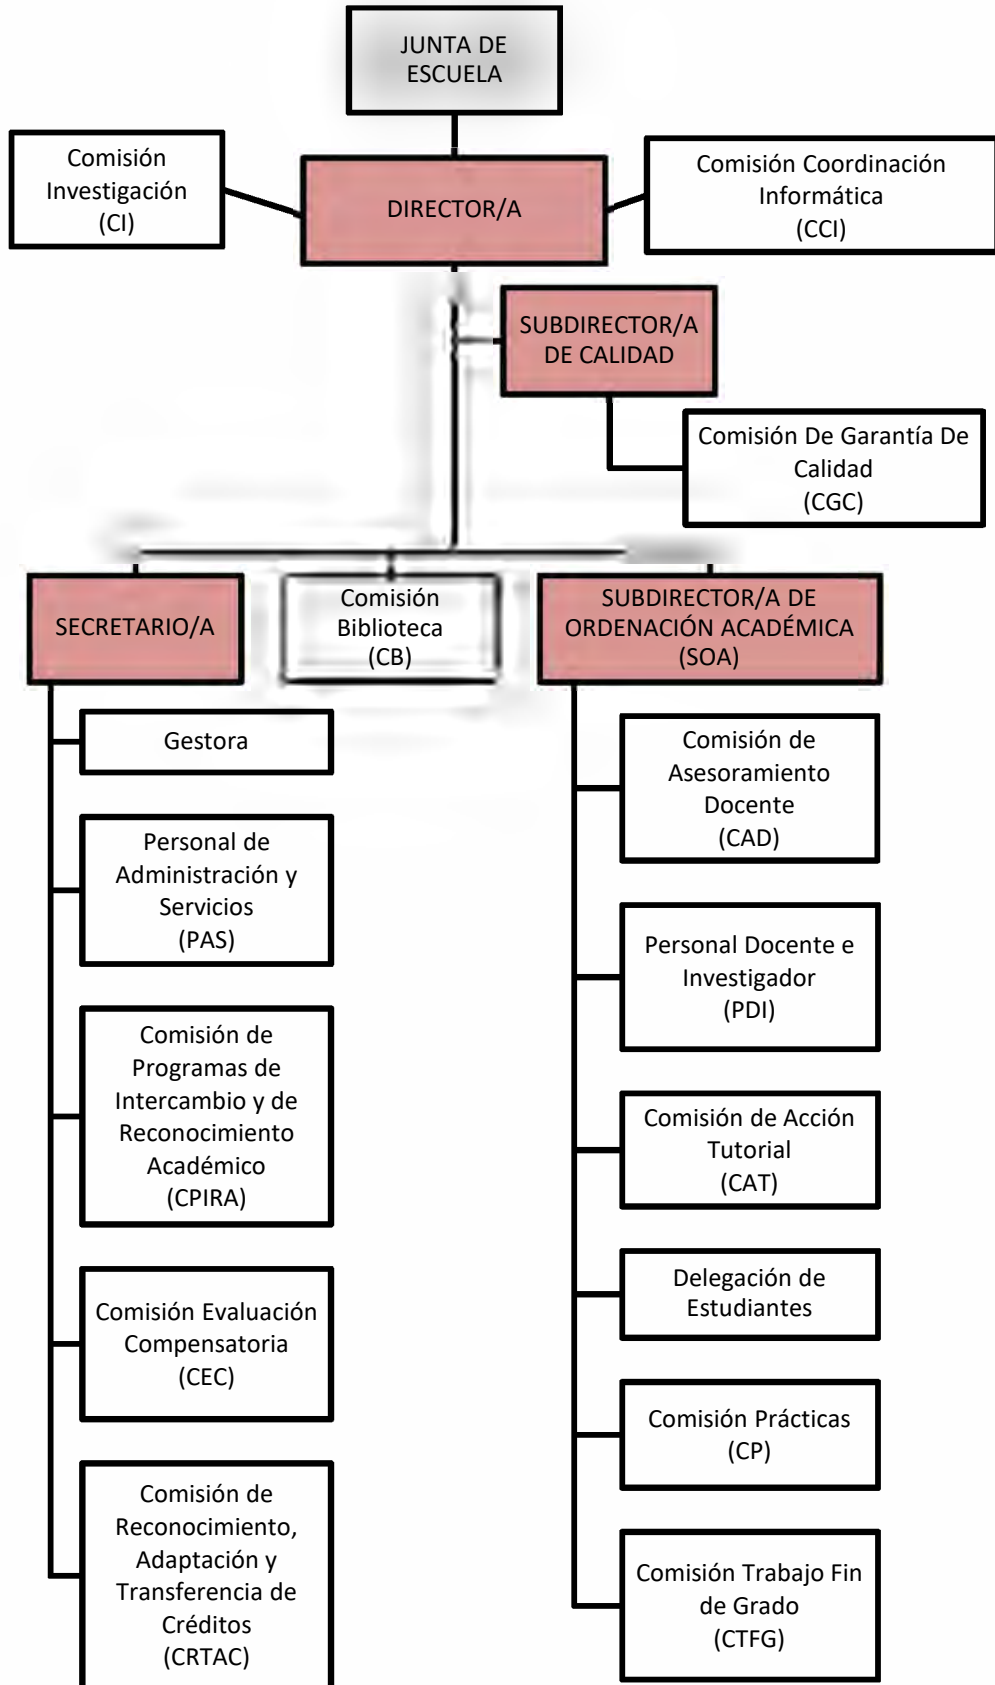 JUNTA DE
ESCUELA
Comisión
Investigación
(CI)
DIRECTOR/A
Comisión Coordinación
Informática
(CCI)
SUBDIRECTOR/A
DE CALIDAD
Comisión De Garantía De
Calidad
(CGC)
SECRETARIO/A
Comisión
Biblioteca
(CB)
SUBDIRECTOR/A DE
ORDENACIÓN ACADÉMICA
(SOA)
Gestora
Personal de
Administración y
Servicios
(PAS)
Comisión de
Programas de
Intercambio y de
Reconocimiento
Académico
(CPIRA)
Comisión Evaluación
Compensatoria
(CEC)
Comisión de
Reconocimiento,
Adaptación y
Transferencia de
Créditos
(CRTAC)
Comisión de
Asesoramiento
Docente
(CAD)
Personal Docente e
Investigador
(PDI)
Comisión de Acción
Tutorial
(CAT)
Delegación de
Estudiantes
Comisión Prácticas
(CP)
Comisión Trabajo Fin
de Grado
(CTFG)